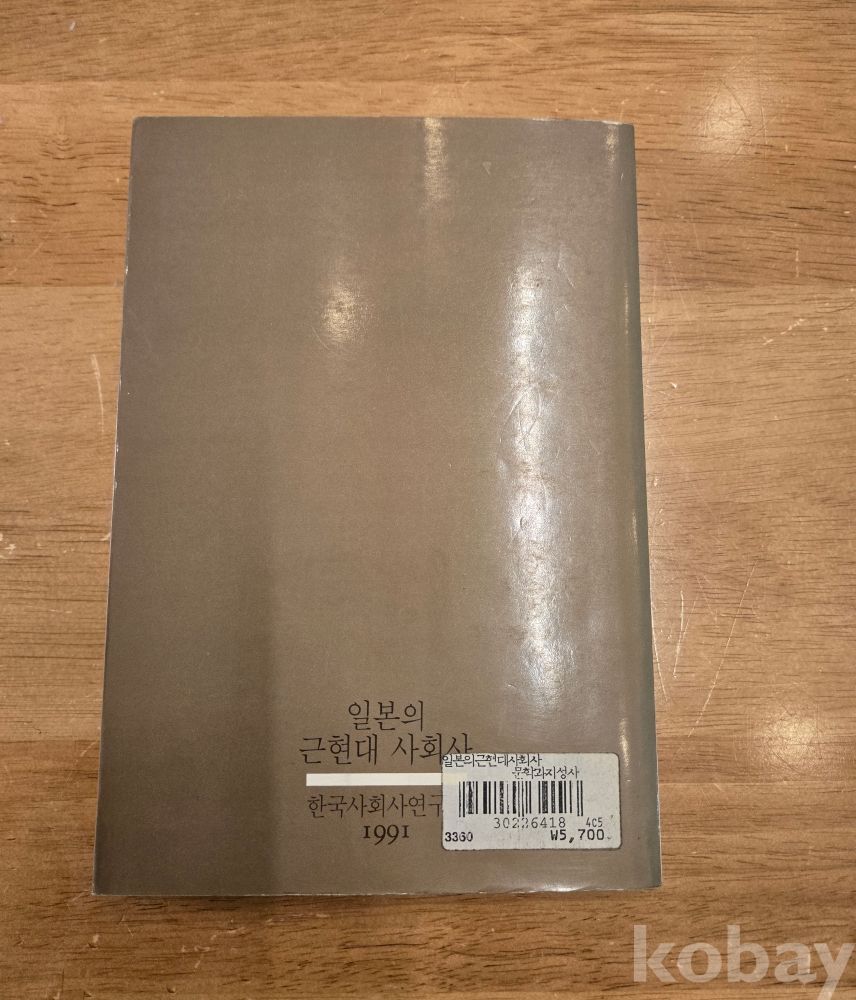 일본의
근현대 사회사
한국사회사연구
1991
일본의근현대사회사
문학과지성사
30226418
4C5
3360
₩5,700
kobay